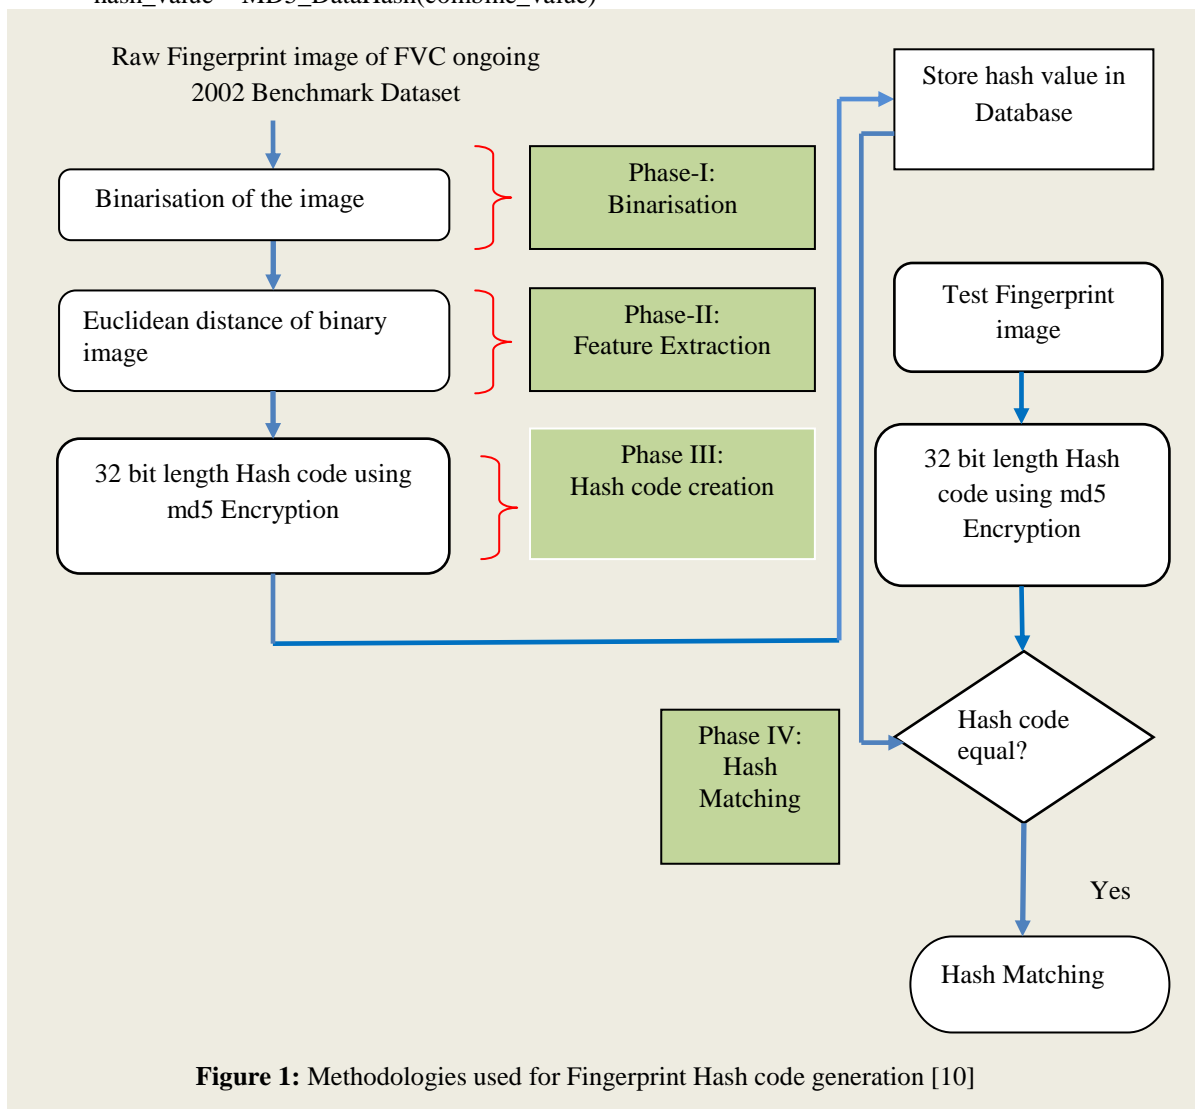 hash_value = MD5_DataHash(combine_value)
Raw Fingerprint image of FVC ongoing
2002 Benchmark Dataset
Binarisation of the image
Phase-I:
Binarisation
Euclidean distance of binary
image
Phase-II:
Feature Extraction
32 bit length Hash code using
md5 Encryption
Phase III:
Hash code creation
Store hash value in
Database
Test Fingerprint
image
32 bit length Hash
code using md5
Encryption
Phase IV:
Hash
Matching
Hash code
equal?
Yes
Hash Matching
Figure 1: Methodologies used for Fingerprint Hash code generation [10]